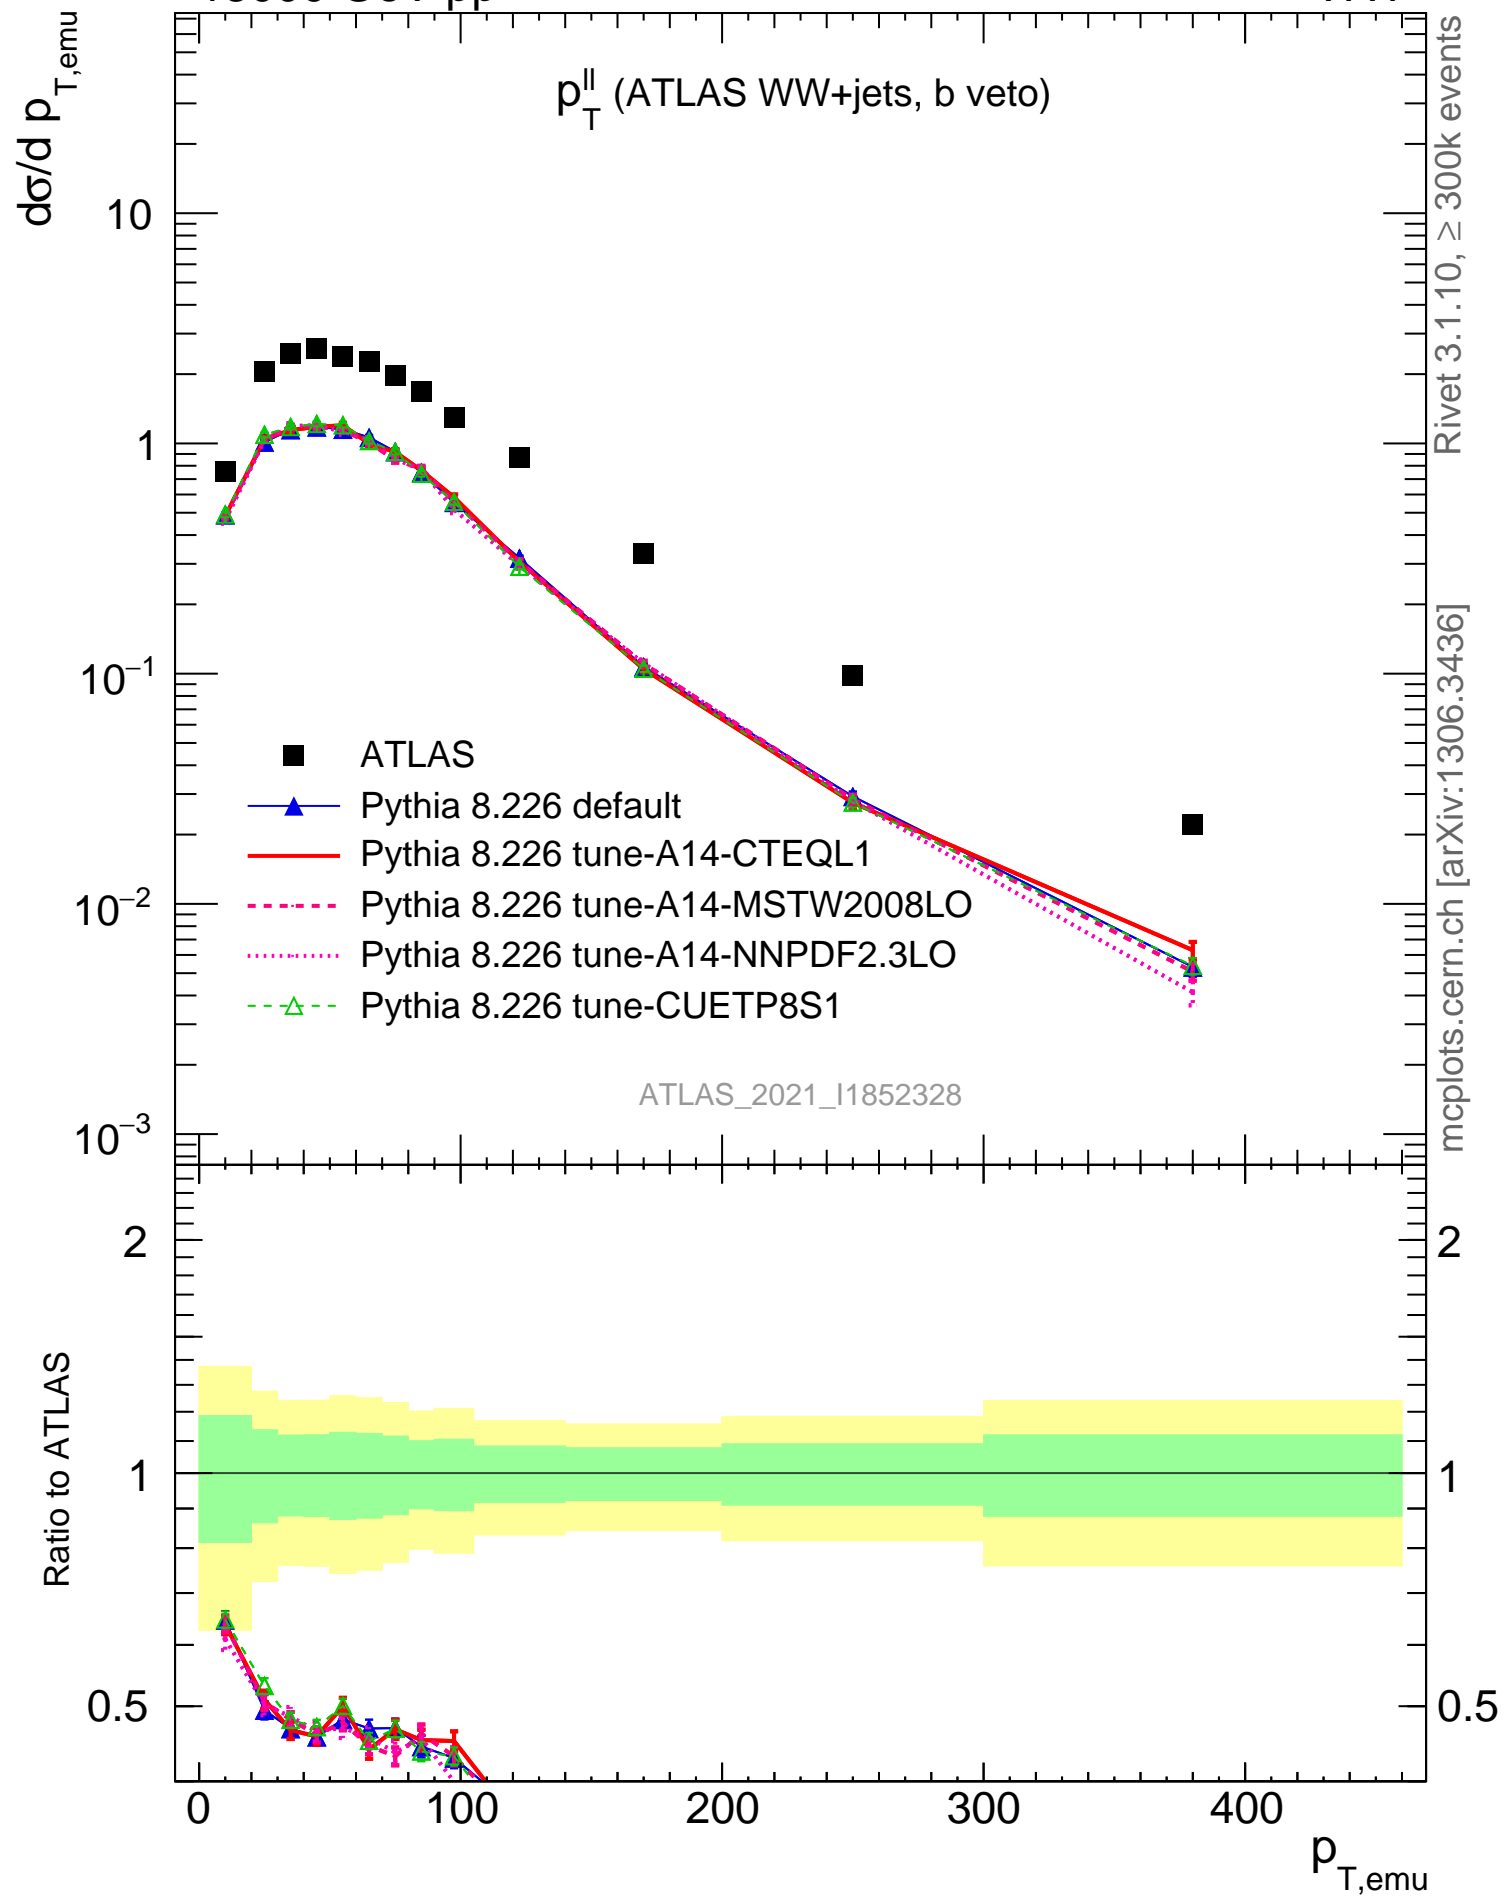 p_T^ll (ATLAS WW+jets, b veto)
dσ/d p_T,emu
10
1
10⁻¹
10⁻²
10⁻³
ATLAS
Pythia 8.226 default
Pythia 8.226 tune-A14-CTEQL1
Pythia 8.226 tune-A14-MSTW2008LO
Pythia 8.226 tune-A14-NNPDF2.3LO
Pythia 8.226 tune-CUETP8S1
ATLAS_2021_I1852328
Rivet 3.1.10, ≥ 300k events
mcplots.cern.ch [arXiv:1306.3436]
Ratio to ATLAS
2
1
0.5
2
1
0.5
0
100
200
300
400
p_T,emu